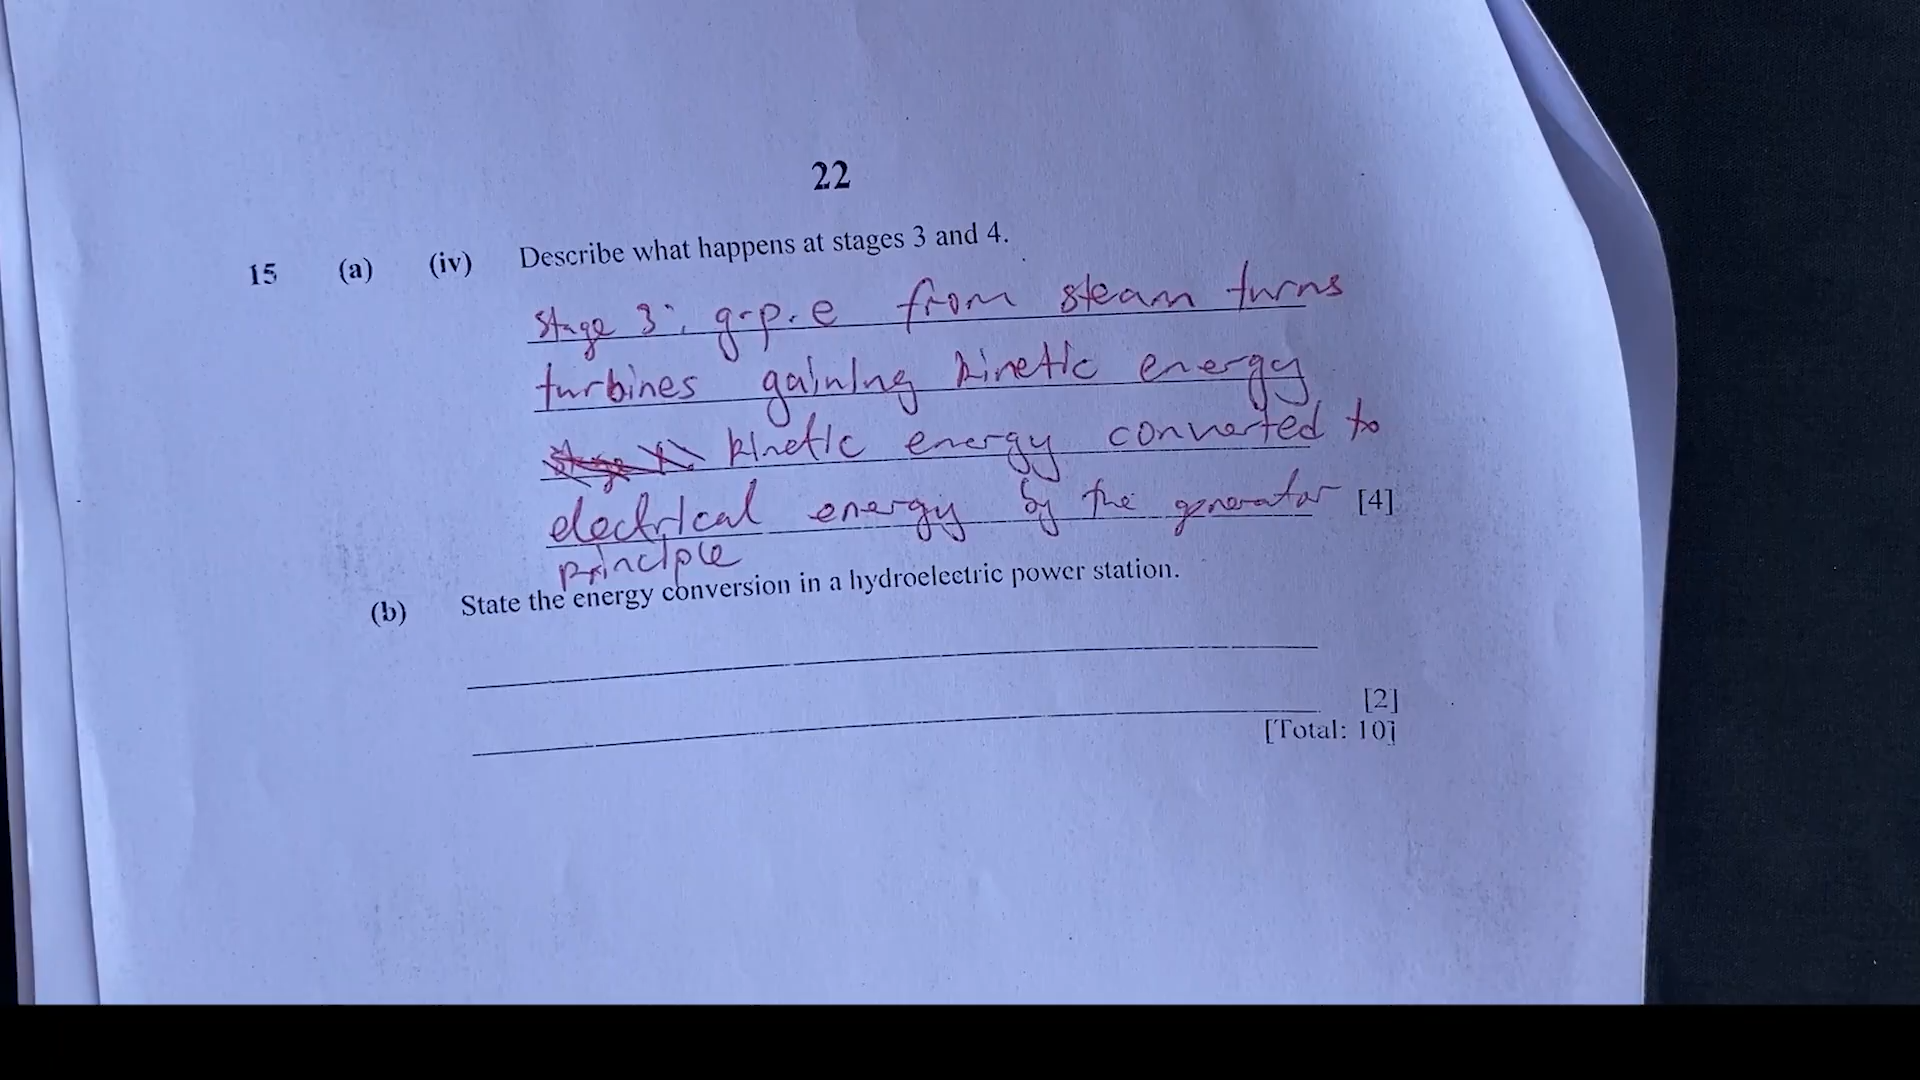 22
15 (a) (iv) Describe what happens at stages 3 and 4.
Stage 3: g.p.e from steam turns
turbines gaining kinetic energy
kinetic energy converted to
electrical energy by the generator [4]
principle
(b) State the energy conversion in a hydroelectric power station.
[2]
[Total: 10]